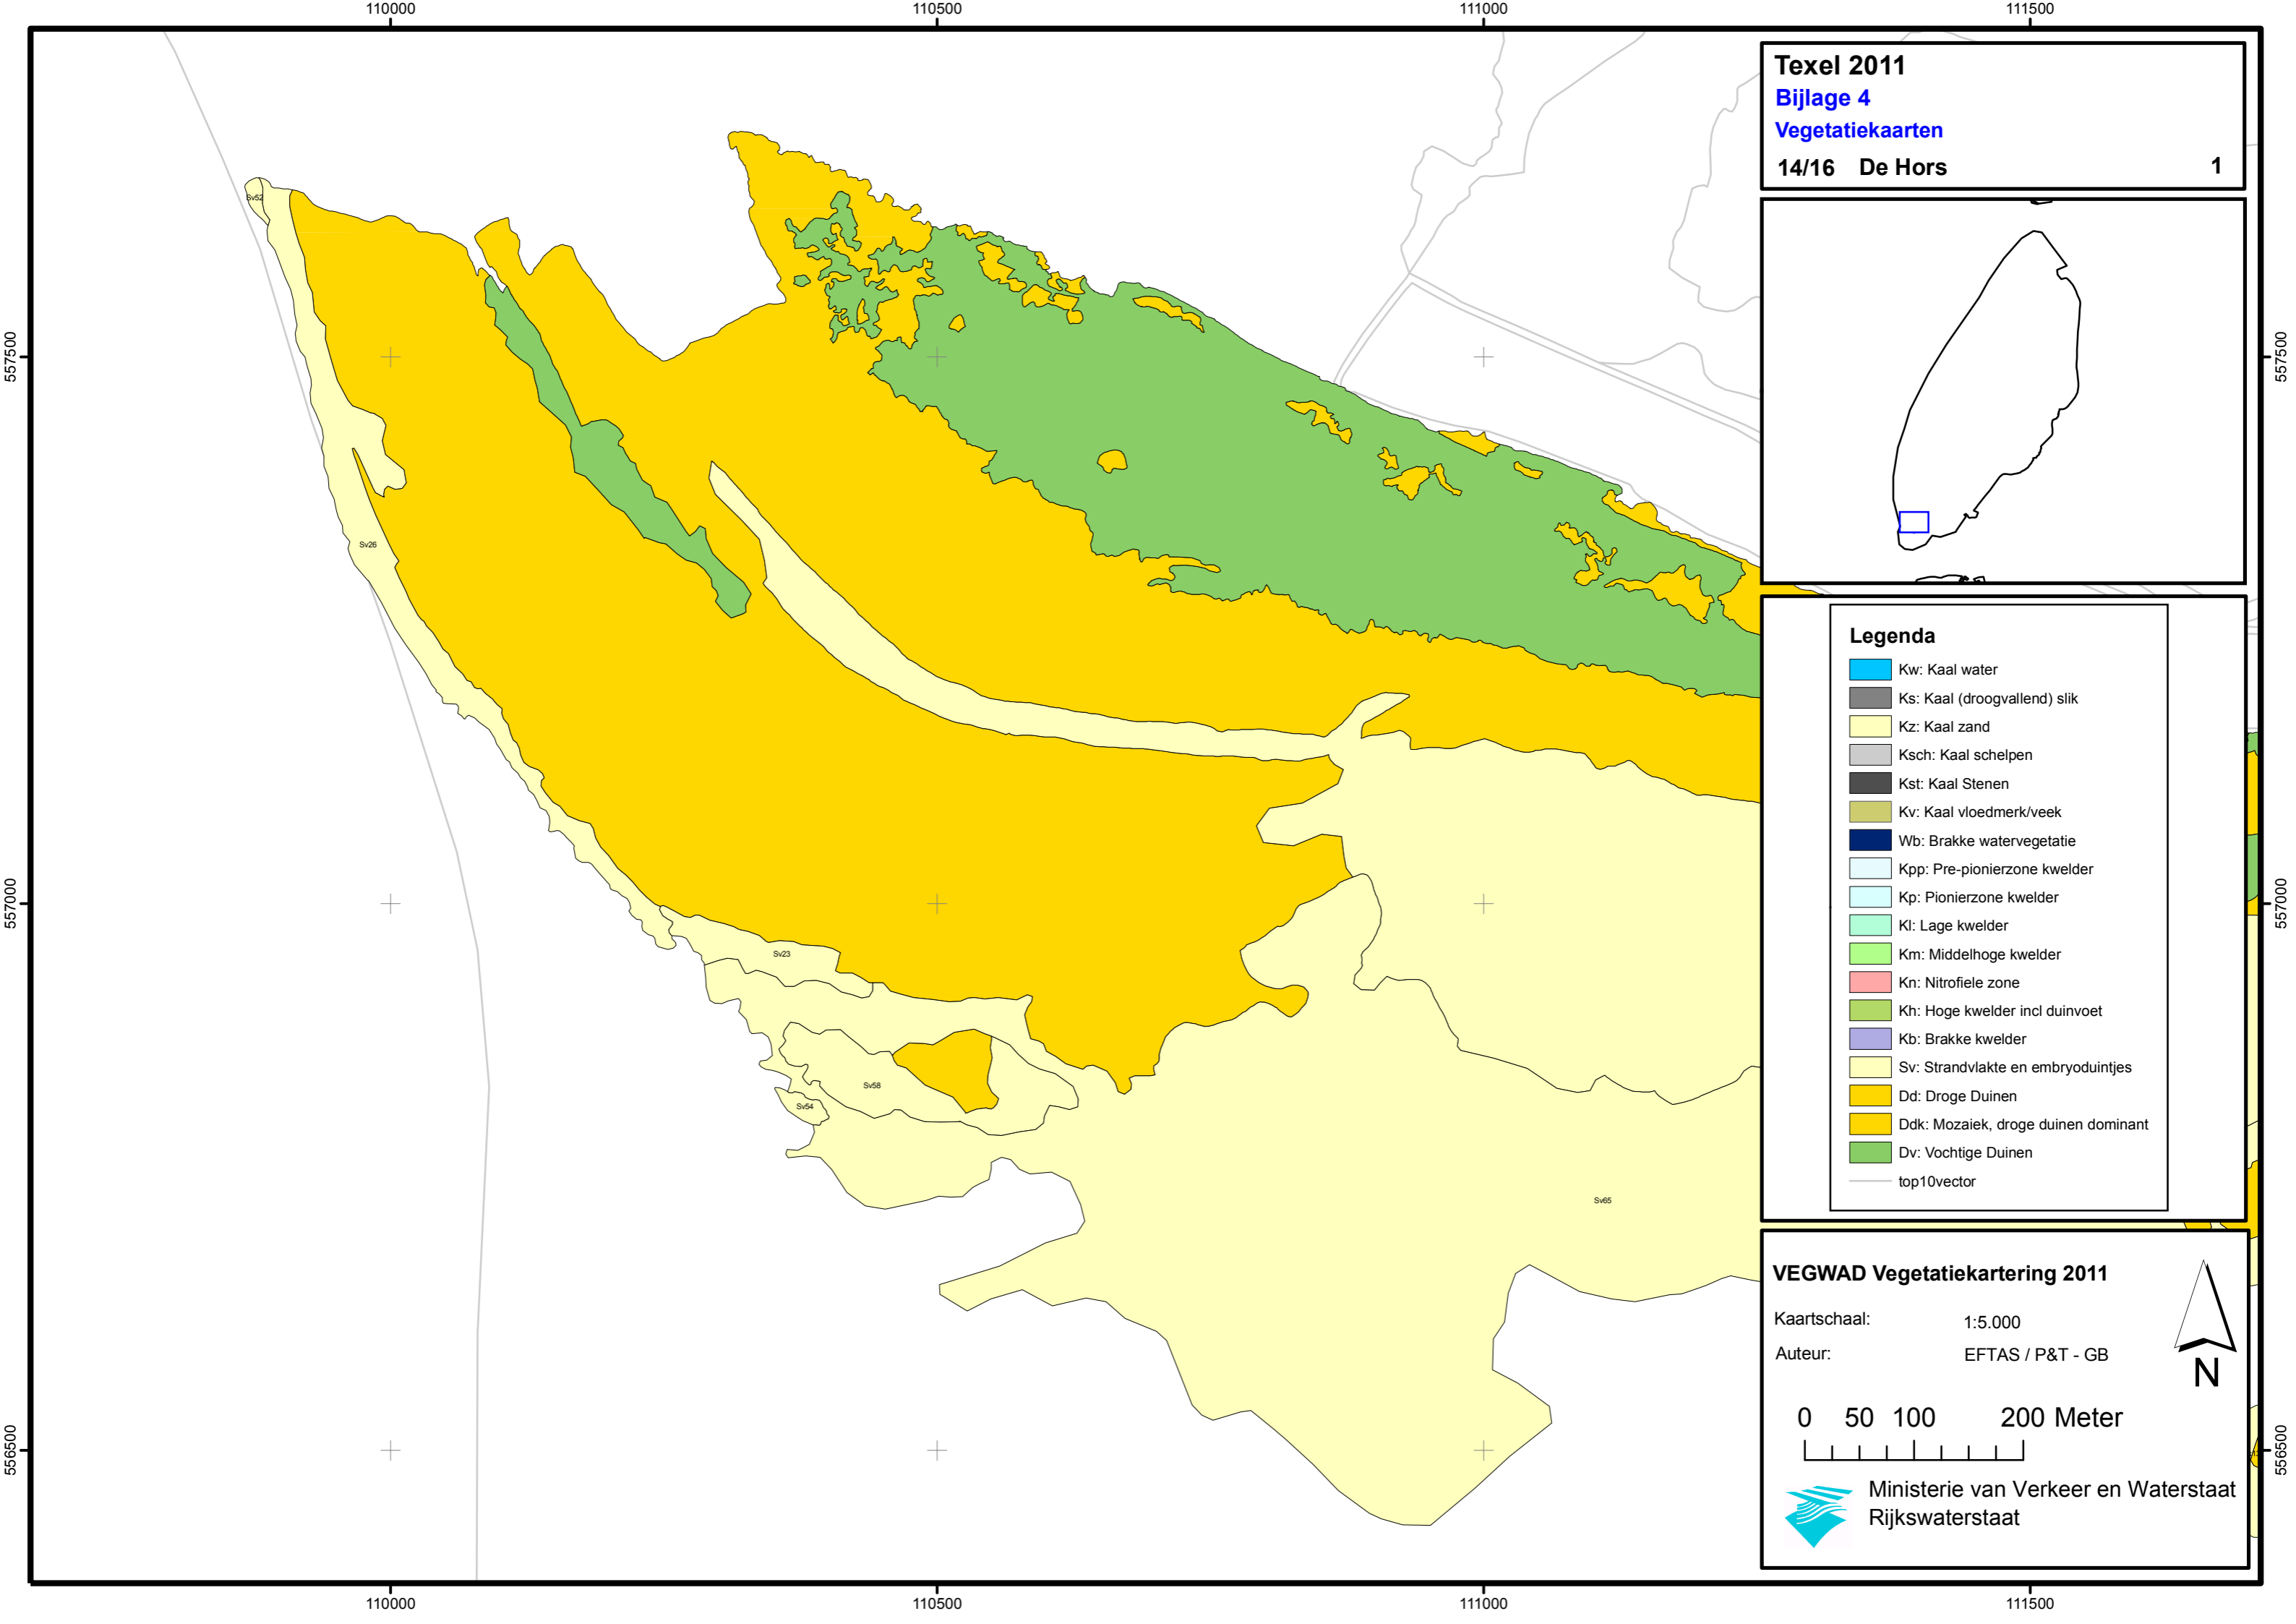 110000 110500 111000 111500
Texel 2011
Bijlage 4
Vegetatiekaarten
14/16 De Hors 1
Sv52
557500 557500
Sv26
Legenda
Kw: Kaal water
Ks: Kaal (droogvallend) slik
Kz: Kaal zand
Ksch: Kaal schelpen
Kst: Kaal Stenen
Kv: Kaal vloedmerk/veek
Wb: Brakke watervegetatie
Kpp: Pre-pionierzone kwelder
Kp: Pionierzone kwelder
Kl: Lage kwelder
Km: Middelhoge kwelder
Kn: Nitrofiele zone
Kh: Hoge kwelder incl duinvoet
Kb: Brakke kwelder
Sv: Strandvlakte en embryoduintjes
Dd: Droge Duinen
Ddk: Mozaiek, droge duinen dominant
Dv: Vochtige Duinen
top10vector
557000 557000
Sv23
Sv58
Sv54
Sv65
VEGWAD Vegetatiekartering 2011
Kaartschaal: 1:5.000
Auteur: EFTAS / P&T - GB
N
0 50 100 200 Meter
556500 556500
Ministerie van Verkeer en Waterstaat
Rijkswaterstaat
110000 110500 111000 111500